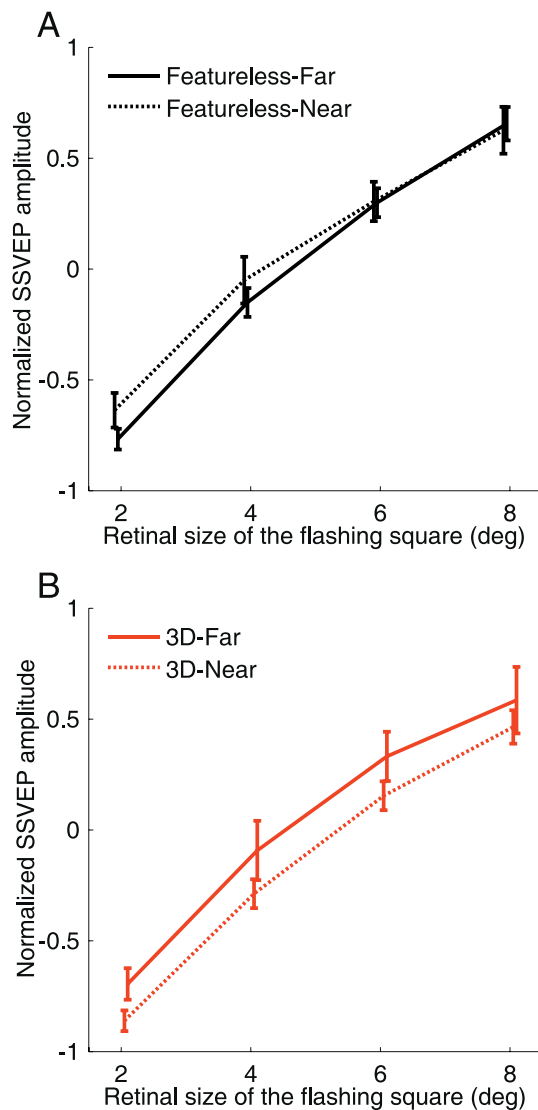 A
1
Featureless-Far
Featureless-Near
0.5
0
-0.5
-1
Normalized SSVEP amplitude
2 4 6 8
Retinal size of the flashing square (deg)
B
1
3D-Far
3D-Near
0.5
0
-0.5
-1
Normalized SSVEP amplitude
2 4 6 8
Retinal size of the flashing square (deg)